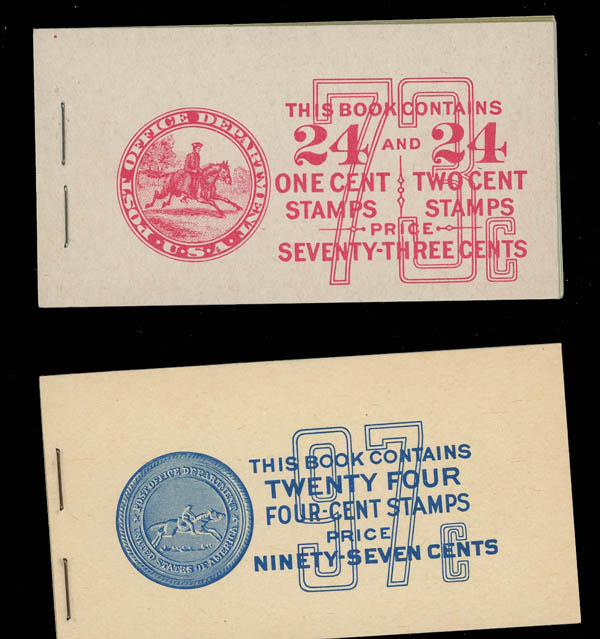 POST OFFICE DEPARTMENT
U.S.A.
73c
THIS BOOK CONTAINS
24 AND 24
ONE CENT TWO CENT
STAMPS STAMPS
PRICE
SEVENTY-THREE CENTS
POST OFFICE DEPARTMENT
UNITED STATES OF AMERICA
97c
THIS BOOK CONTAINS
TWENTY FOUR
FOUR-CENT STAMPS
PRICE
NINETY-SEVEN CENTS